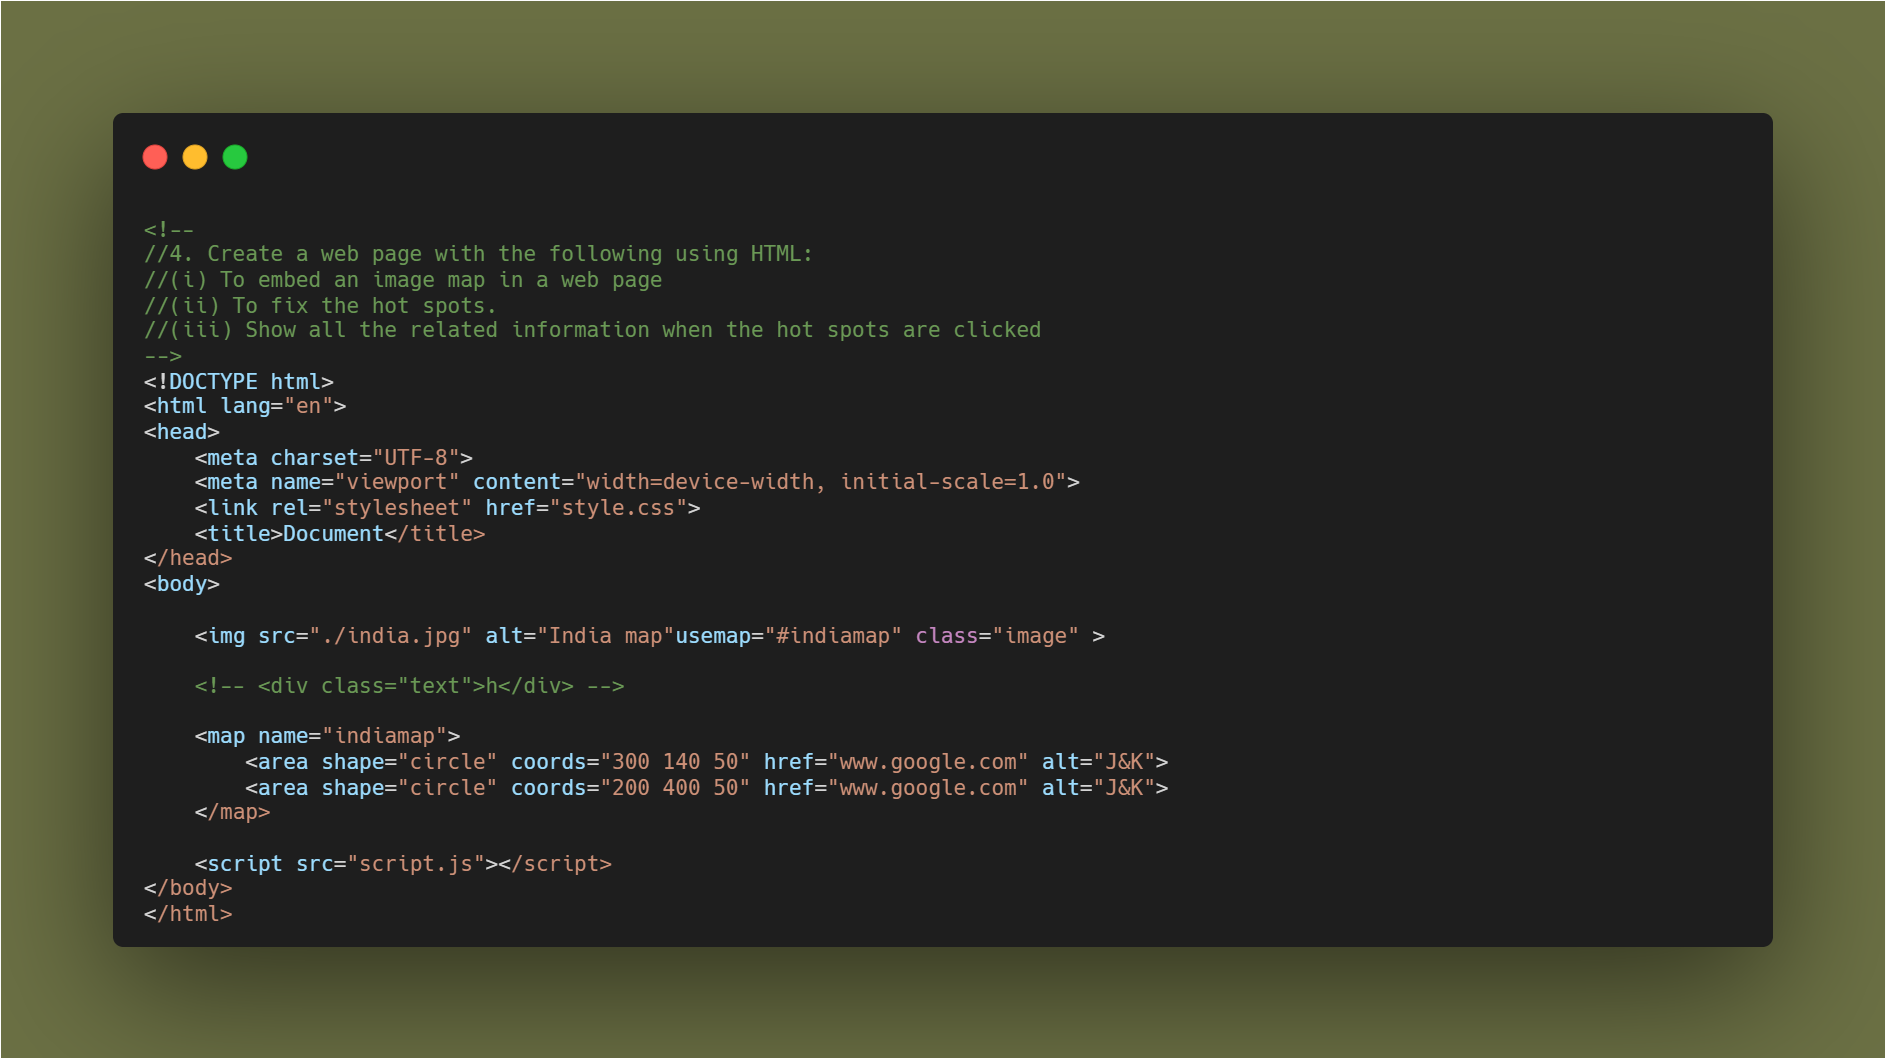 <!--
//4. Create a web page with the following using HTML:
//(i) To embed an image map in a web page
//(ii) To fix the hot spots.
//(iii) Show all the related information when the hot spots are clicked
-->
<!DOCTYPE html>
<html lang="en">
<head>
    <meta charset="UTF-8">
    <meta name="viewport" content="width=device-width, initial-scale=1.0">
    <link rel="stylesheet" href="style.css">
    <title>Document</title>
</head>
<body>
    <img src="./india.jpg" alt="India map"usemap="#indiamap" class="image" >
    <!-- <div class="text">h</div> -->
    <map name="indiamap">
        <area shape="circle" coords="300 140 50" href="www.google.com" alt="J&K">
        <area shape="circle" coords="200 400 50" href="www.google.com" alt="J&K">
    </map>
    <script src="script.js"></script>
</body>
</html>